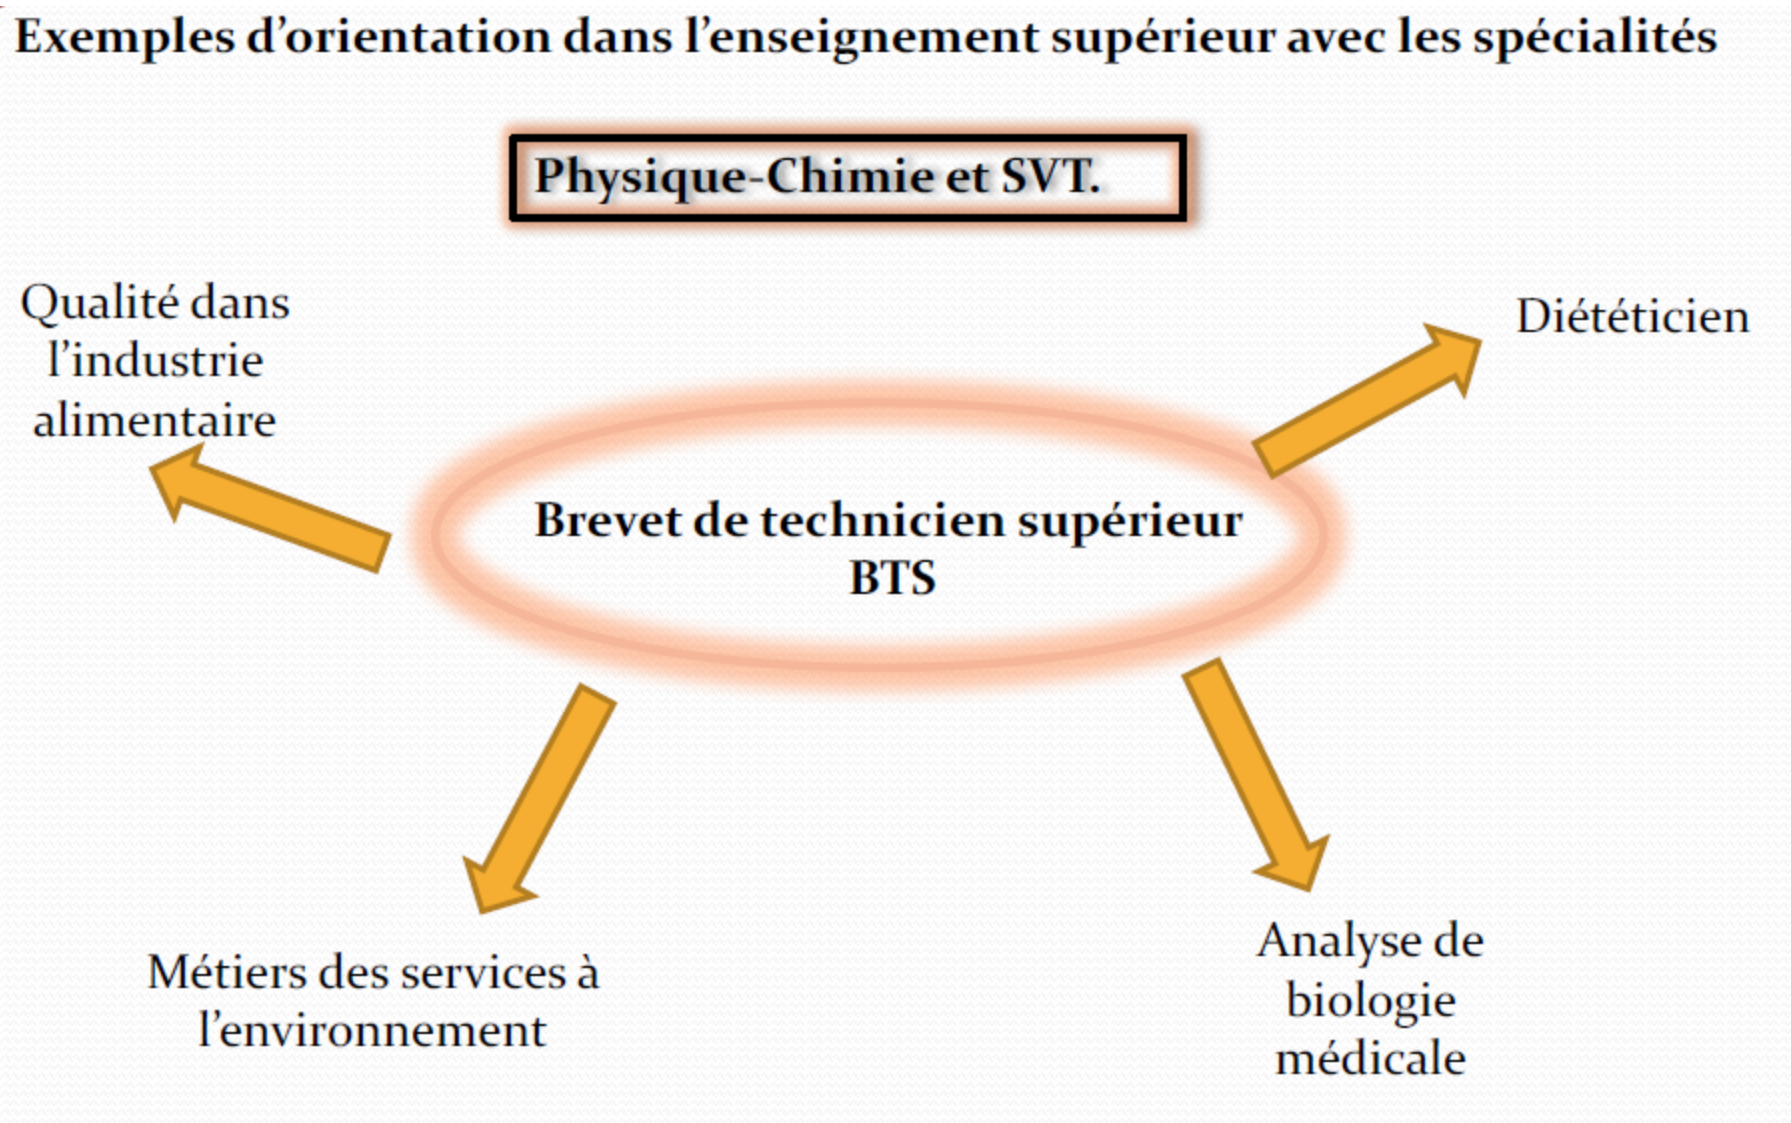 Exemples d’orientation dans l’enseignement supérieur avec les spécialités
Physique-Chimie et SVT.
Qualité dans
l’industrie
alimentaire
Diététicien
Brevet de technicien supérieur
BTS
Métiers des services à
l’environnement
Analyse de
biologie
médicale